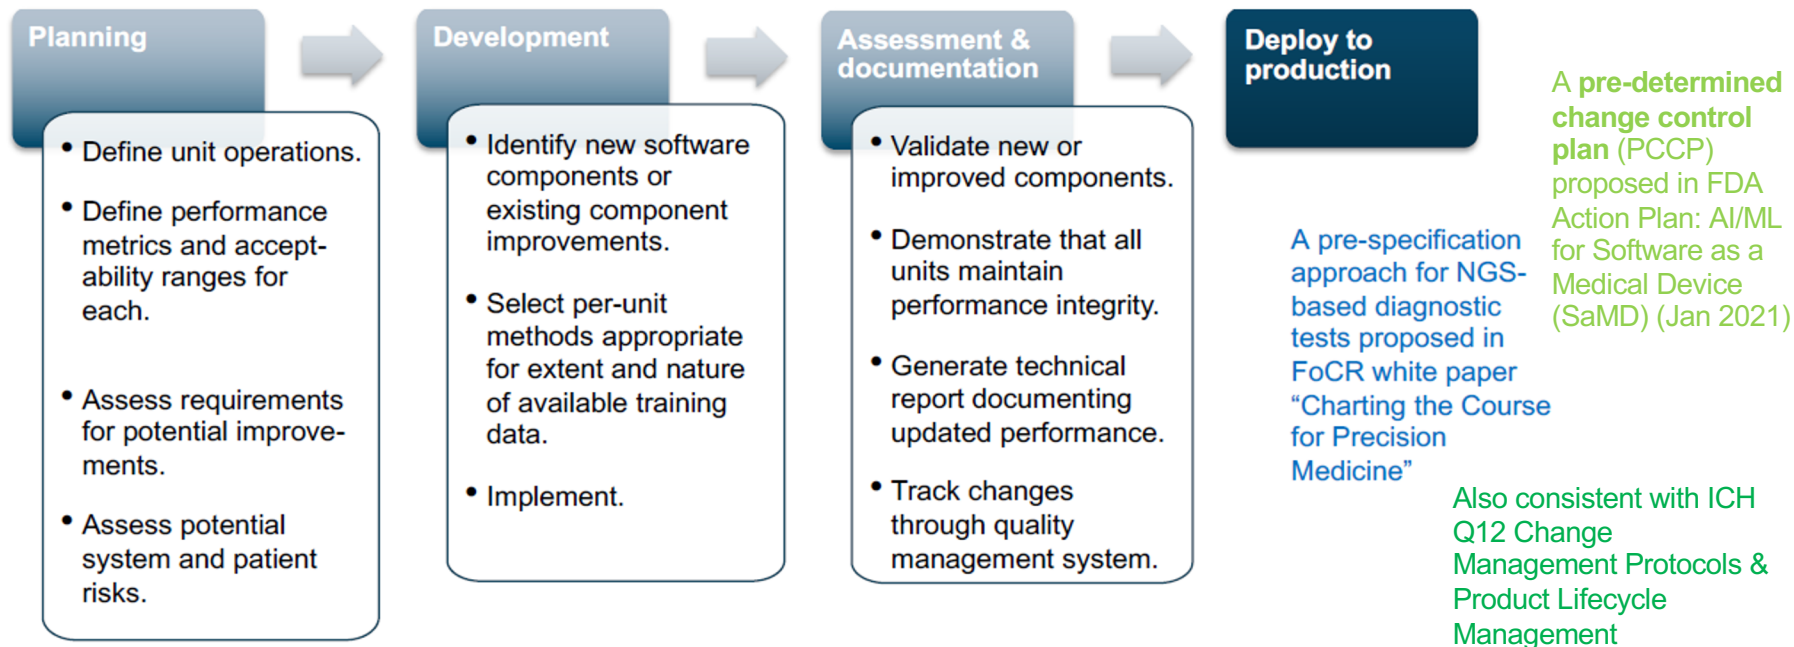 Planning
• Define unit operations.
• Define performance
metrics and accept-
ability ranges for
each.
• Assess requirements
for potential improve-
ments.
• Assess potential
system and patient
risks.
Development
• Identify new software
components or
existing component
improvements.
• Select per-unit
methods appropriate
for extent and nature
of available training
data.
• Implement.
Assessment &
documentation
• Validate new or
improved components.
• Demonstrate that all
units maintain
performance integrity.
• Generate technical
report documenting
updated performance.
• Track changes
through quality
management system.
Deploy to
production
A pre-specification
approach for NGS-
based diagnostic
tests proposed in
FoCR white paper
“Charting the Course
for Precision
Medicine”
A pre-determined
change control
plan (PCCP)
proposed in FDA
Action Plan: AI/ML
for Software as a
Medical Device
(SaMD) (Jan 2021)
Also consistent with ICH
Q12 Change
Management Protocols &
Product Lifecycle
Management